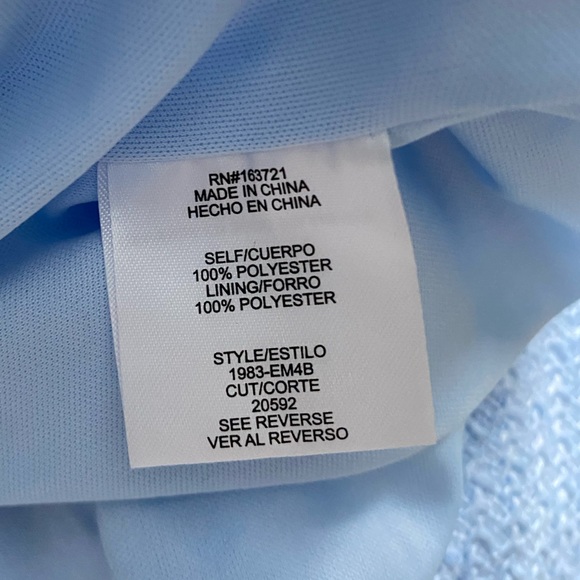 RN#163721
MADE IN CHINA
HECHO EN CHINA
SELF/CUERPO
100% POLYESTER
LINING/FORRO
100% POLYESTER
STYLE/ESTILO
1983-EM4B
CUT/CORTE
20592
SEE REVERSE
VER AL REVERSO